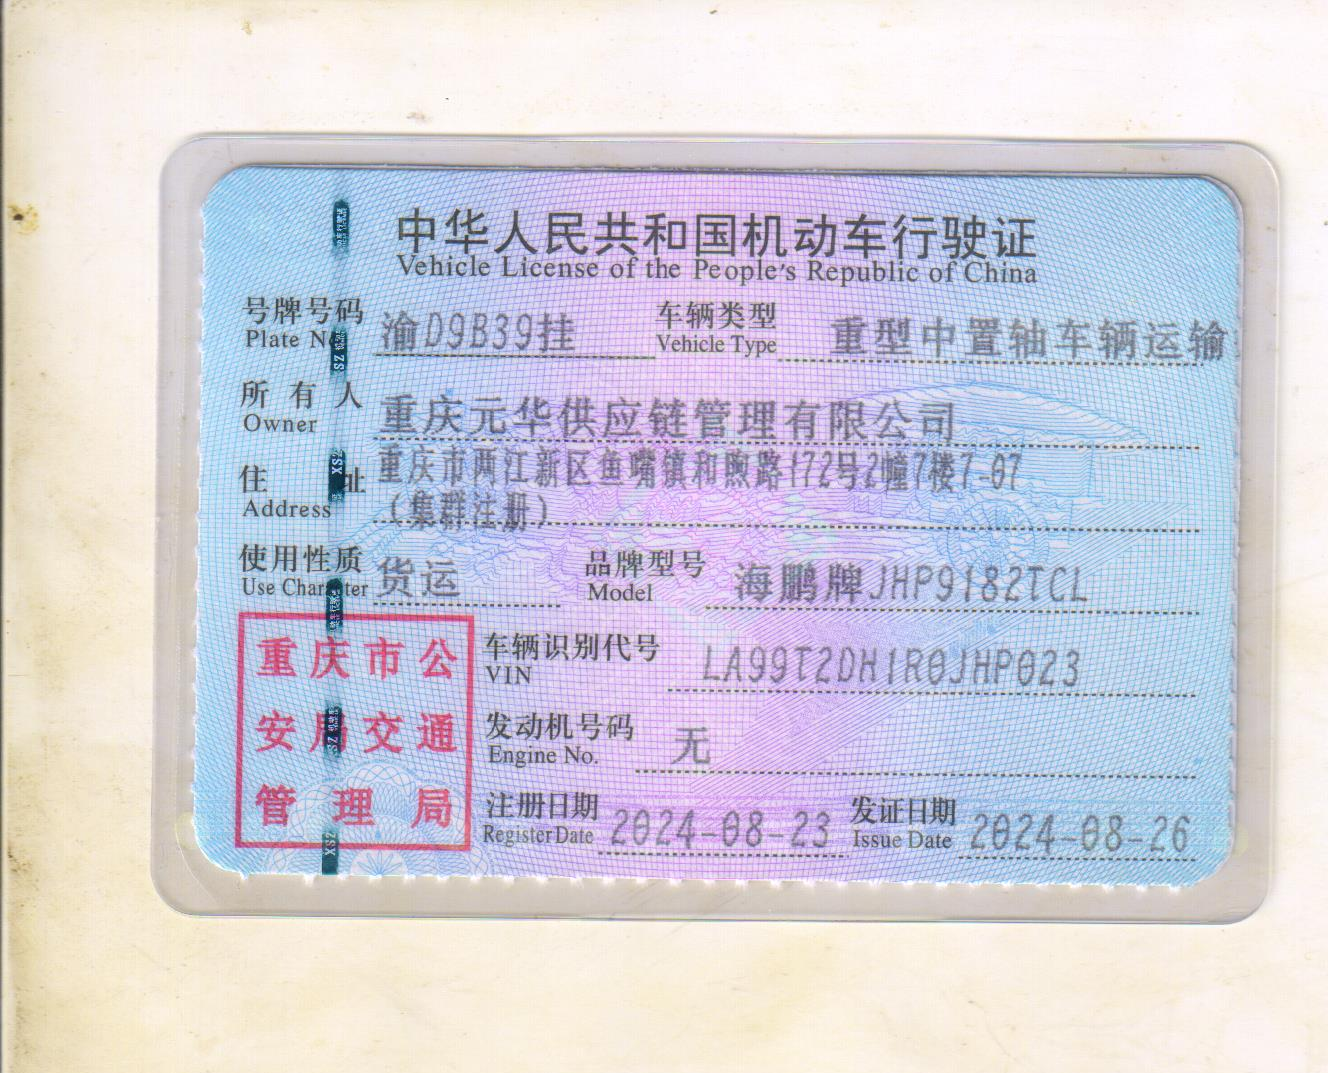 中华人民共和国机动车行驶证
Vehicle License of the People's Republic of China
号牌号码 渝D9B39挂 车辆类型 重型中置轴车辆运输
Plate No Vehicle Type
所有人 重庆元华供应链管理有限公司
Owner
住址 重庆市两江新区鱼嘴镇和煦路172号2幢7楼7-07
Address (集群注册)
使用性质 货运 品牌型号 海鹏牌JHP9182TCL
Use Character Model
重庆市公
安局交通
管理局
车辆识别代号 LA99T2DH1R0JHP023
VIN
发动机号码 无
Engine No.
注册日期 2024-08-23 发证日期 2024-08-26
Register Date Issue Date